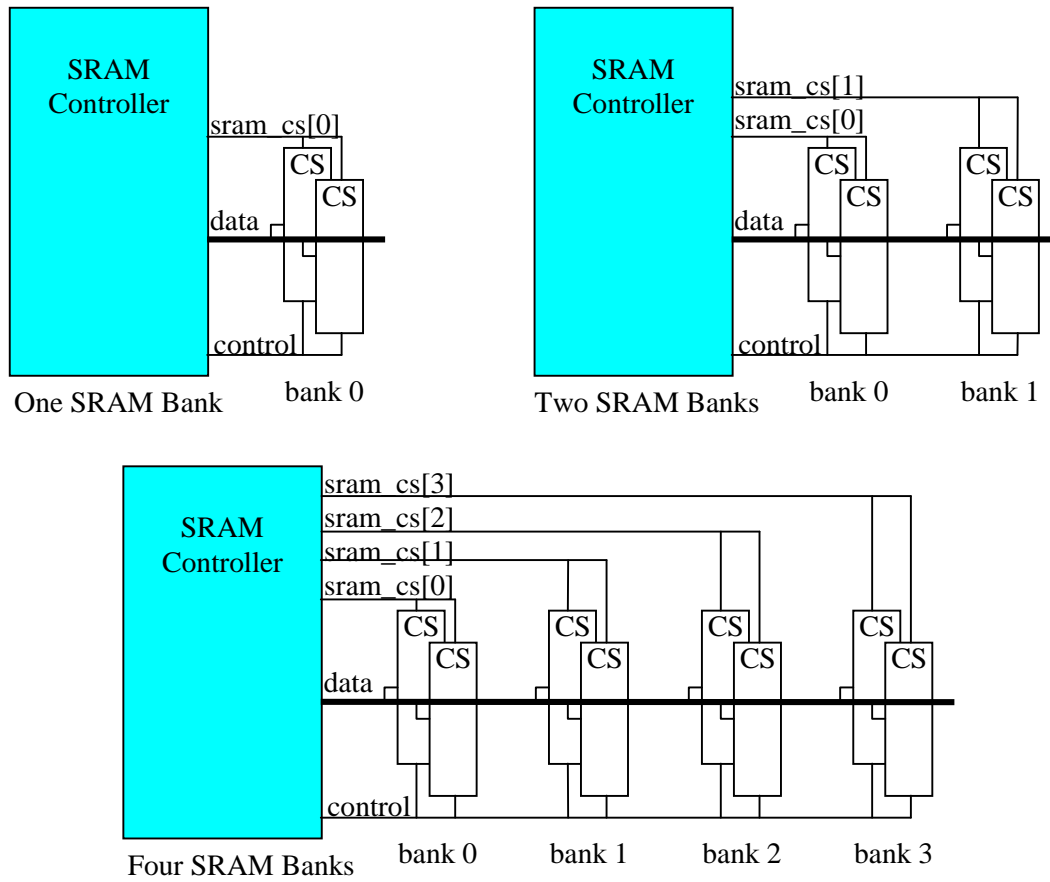 SRAM
Controller
sram_cs[0]
CS
CS
data
control
One SRAM Bank
bank 0
SRAM
Controller
sram_cs[1]
sram_cs[0]
CS
CS
CS
CS
data
control
Two SRAM Banks
bank 0
bank 1
SRAM
Controller
sram_cs[3]
sram_cs[2]
sram_cs[1]
sram_cs[0]
CS
CS
CS
CS
CS
CS
CS
CS
data
control
Four SRAM Banks
bank 0
bank 1
bank 2
bank 3